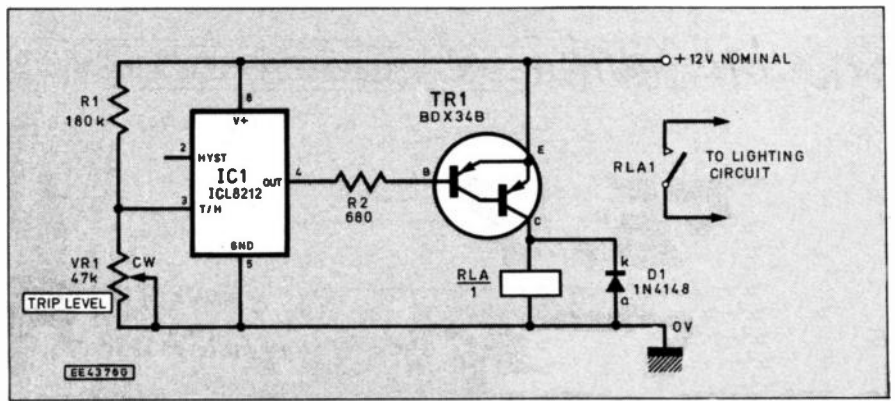 +12V NOMINAL
R1
180k
8
V+
TR1
BDX34B
2
HYST
IC1
ICL8212
OUT
4
3
T/H
GND
5
R2
680
B
E
C
RLA1
TO LIGHTING
CIRCUIT
VR1
47k
CW
TRIP LEVEL
RLA
1
k
D1
1N4148
a
0V
EE4376G